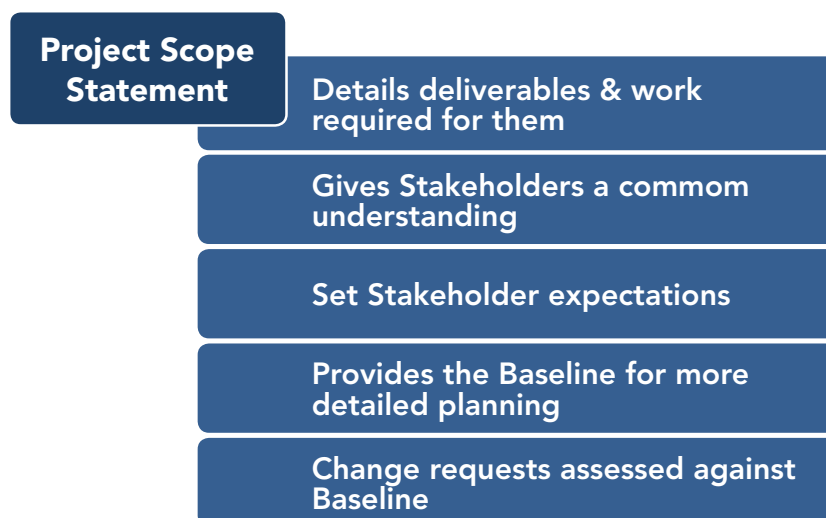 Project Scope
Statement
Details deliverables & work
required for them
Gives Stakeholders a commom
understanding
Set Stakeholder expectations
Provides the Baseline for more
detailed planning
Change requests assessed against
Baseline